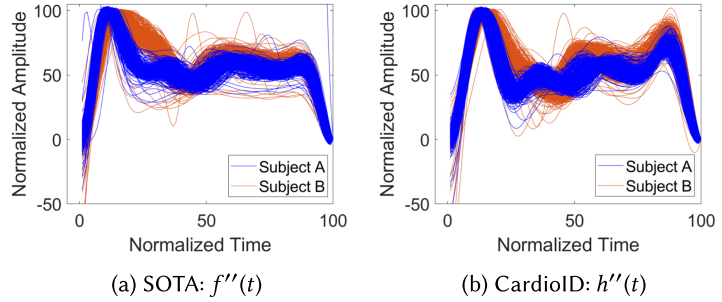 100
50
0
-50
Normalized Amplitude
Subject A
Subject B
0
50
100
Normalized Time
(a) SOTA: f''(t)
100
50
0
-50
Normalized Amplitude
Subject A
Subject B
0
50
100
Normalized Time
(b) CardioID: h''(t)